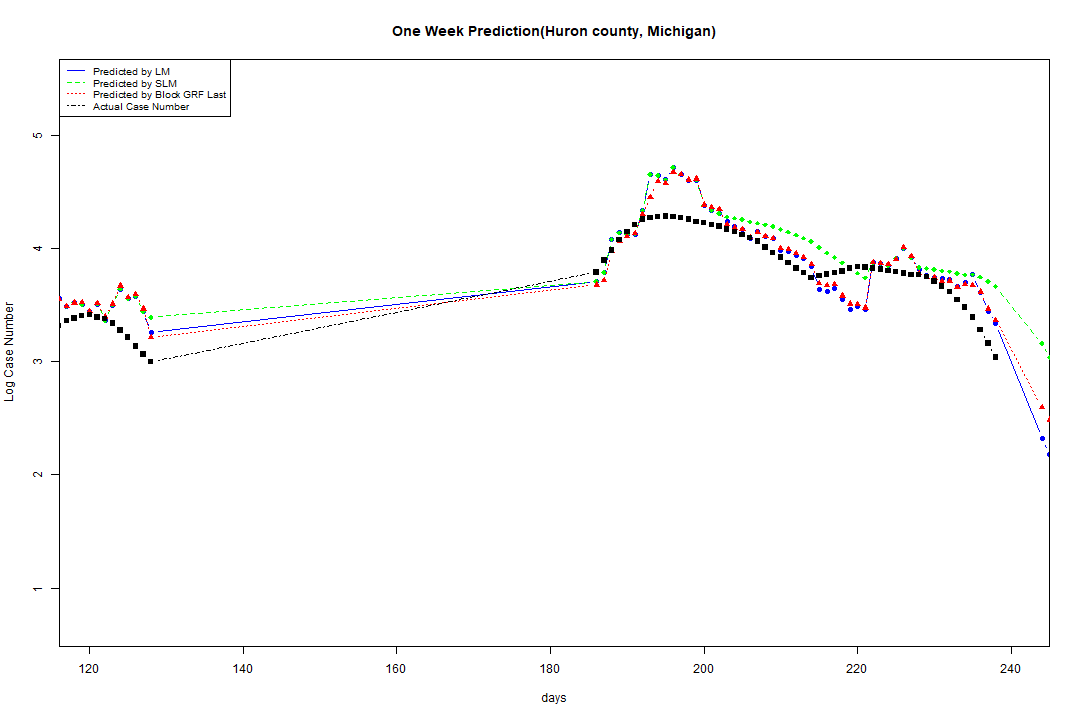 One Week Prediction(Huron county, Michigan)
Predicted by LM
Predicted by SLM
Predicted by Block GRF Last
Actual Case Number
5
4
3
2
1
Log Case Number
120 140 160 180 200 220 240
days